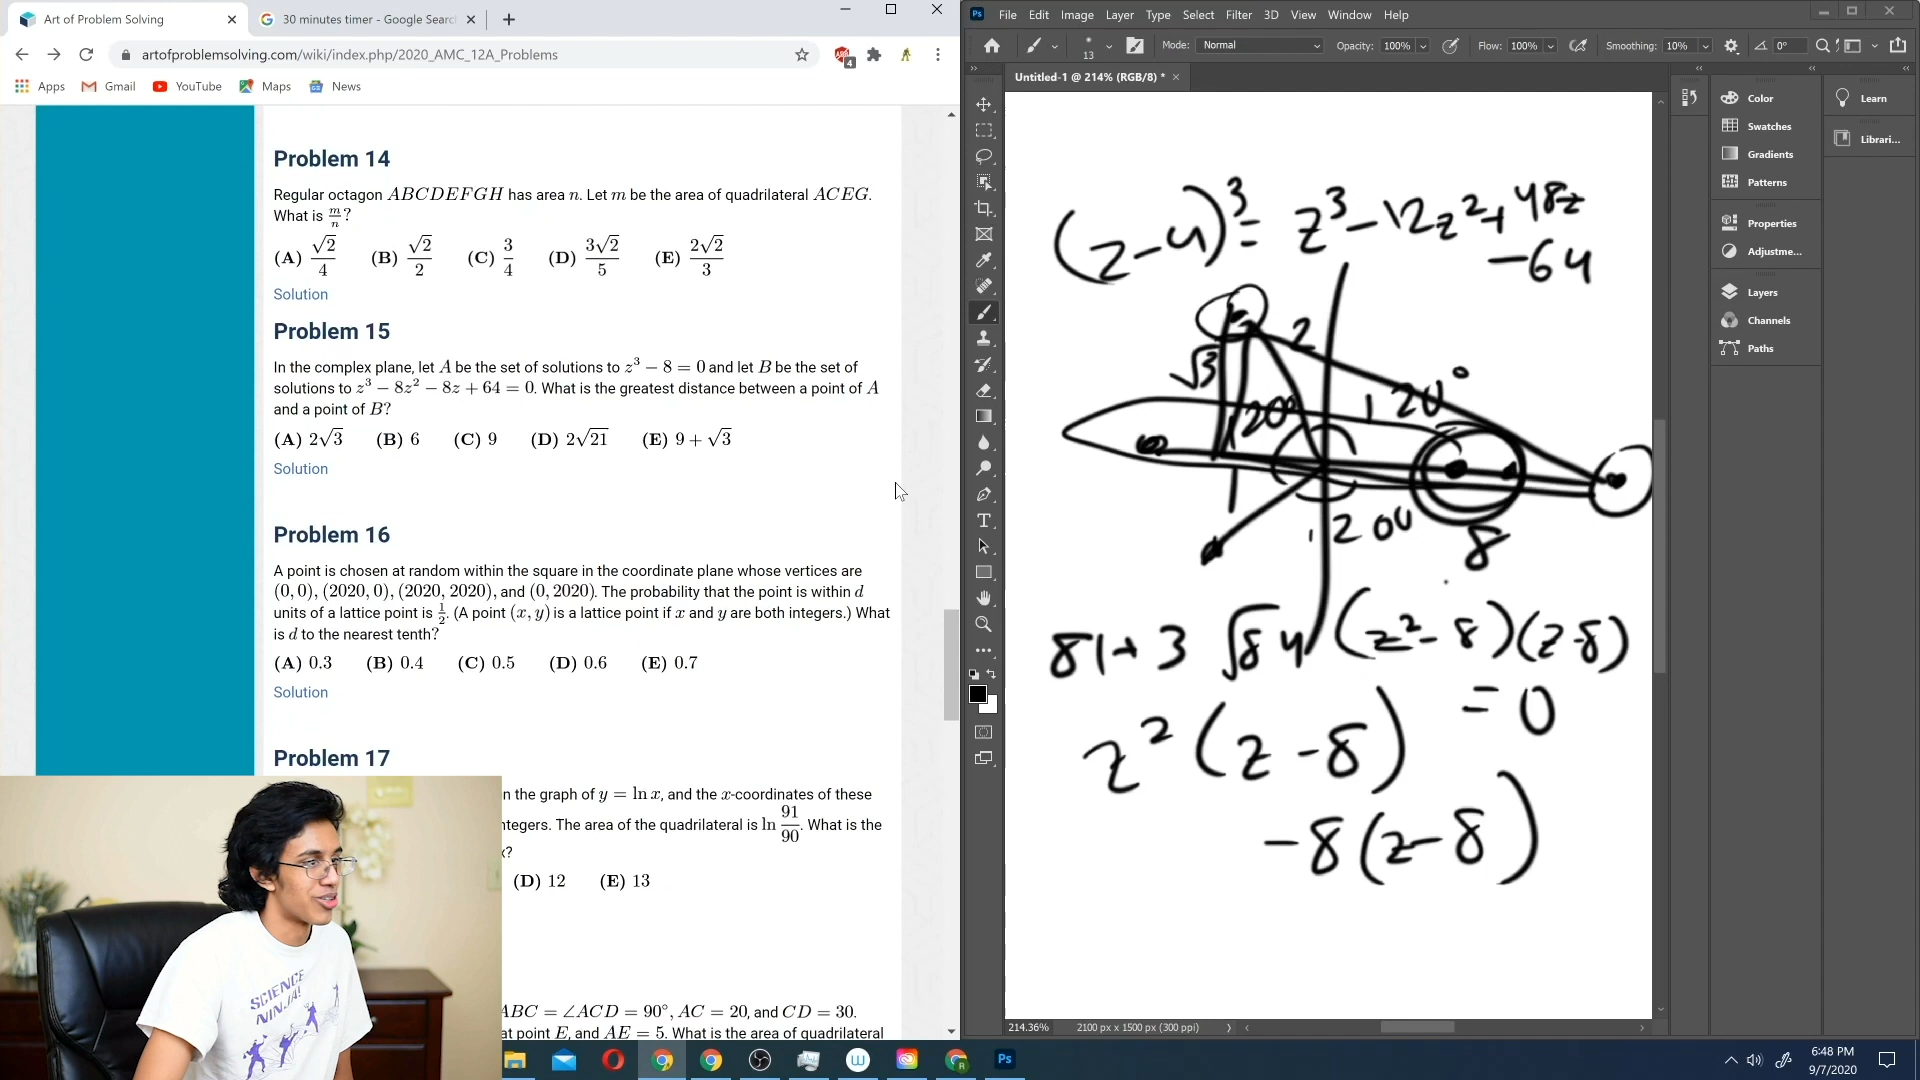 Art of Problem Solving
30 minutes timer - Google Searc
artofproblemsolving.com/wiki/index.php/2020_AMC_12A_Problems
4
Apps
Gmail
YouTube
Maps
News
Problem 14
Regular octagon ABCDEFGH has area n. Let m be the area of quadrilateral ACEG.
What is m/n?
(A) √2/4 (B) √2/2 (C) 3/4 (D) 3√2/5 (E) 2√2/3
Solution
Problem 15
In the complex plane, let A be the set of solutions to z³ − 8 = 0 and let B be the set of
solutions to z³ − 8z² − 8z + 64 = 0. What is the greatest distance between a point of A
and a point of B?
(A) 2√3 (B) 6 (C) 9 (D) 2√21 (E) 9 + √3
Solution
Problem 16
A point is chosen at random within the square in the coordinate plane whose vertices are
(0, 0), (2020, 0), (2020, 2020), and (0, 2020). The probability that the point is within d
units of a lattice point is 1/2. (A point (x, y) is a lattice point if x and y are both integers.) What
is d to the nearest tenth?
(A) 0.3 (B) 0.4 (C) 0.5 (D) 0.6 (E) 0.7
Solution
Problem 17
n the graph of y = ln x, and the x-coordinates of these
tegers. The area of the quadrilateral is ln 91/90. What is the
?
(D) 12 (E) 13
ABC = ∠ACD = 90°, AC = 20, and CD = 30.
at point E, and AE = 5. What is the area of quadrilateral
SCIENCE
NINJA!
Ps
File Edit Image Layer Type Select Filter 3D View Window Help
13
Mode: Normal
Opacity: 100%
Flow: 100%
Smoothing: 10%
0°
Untitled-1 @ 214% (RGB/8) *
(z-4)³ = z³-12z²+48z
-64
2
√3
120°
120°
120°
8
81+3
√84
(z²-8)(z-8)
= 0
z²(z-8)
-8(z-8)
214.36%
2100 px x 1500 px (300 ppi)
Color
Swatches
Gradients
Patterns
Properties
Adjustme...
Layers
Channels
Paths
Learn
Librari...
Ps
6:48 PM
9/7/2020